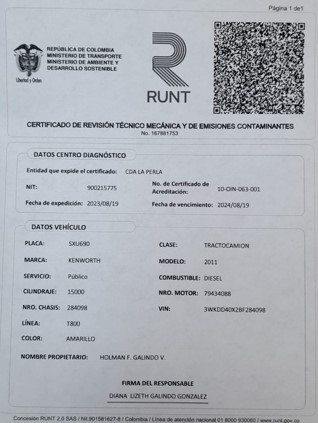 Página 1 de1
REPÚBLICA DE COLOMBIA
MINISTERIO DE TRANSPORTE
MINISTERIO DE AMBIENTE Y
DESARROLLO SOSTENIBLE
Libertad y Orden
RUNT
CERTIFICADO DE REVISIÓN TÉCNICO MECÁNICA Y DE EMISIONES CONTAMINANTES
No. 167881753
DATOS CENTRO DIAGNÓSTICO
Entidad que expide el certificado: CDA LA PERLA
NIT: 900215775 No. de Certificado de Acreditación: 10-OIN-063-001
Fecha de expedición: 2023/08/19 Fecha de vencimiento: 2024/08/19
DATOS VEHÍCULO
PLACA: SXU690 CLASE: TRACTOCAMION
MARCA: KENWORTH MODELO: 2011
SERVICIO: Público COMBUSTIBLE: DIESEL
CILINDRAJE: 15000 NRO. MOTOR: 79434088
NRO. CHASIS: 284098 VIN: 3WKDD40X2BF284098
LÍNEA: T800
COLOR: AMARILLO
NOMBRE PROPIETARIO: HOLMAN F. GALINDO V.
FIRMA DEL RESPONSABLE
DIANA LIZETH GALINDO GONZALEZ
Concesión RUNT 2.0 SAS / Nit.901581627-8 / Colombia / Línea de atención nacional 01 8000 930060 / www.runt.gov.co